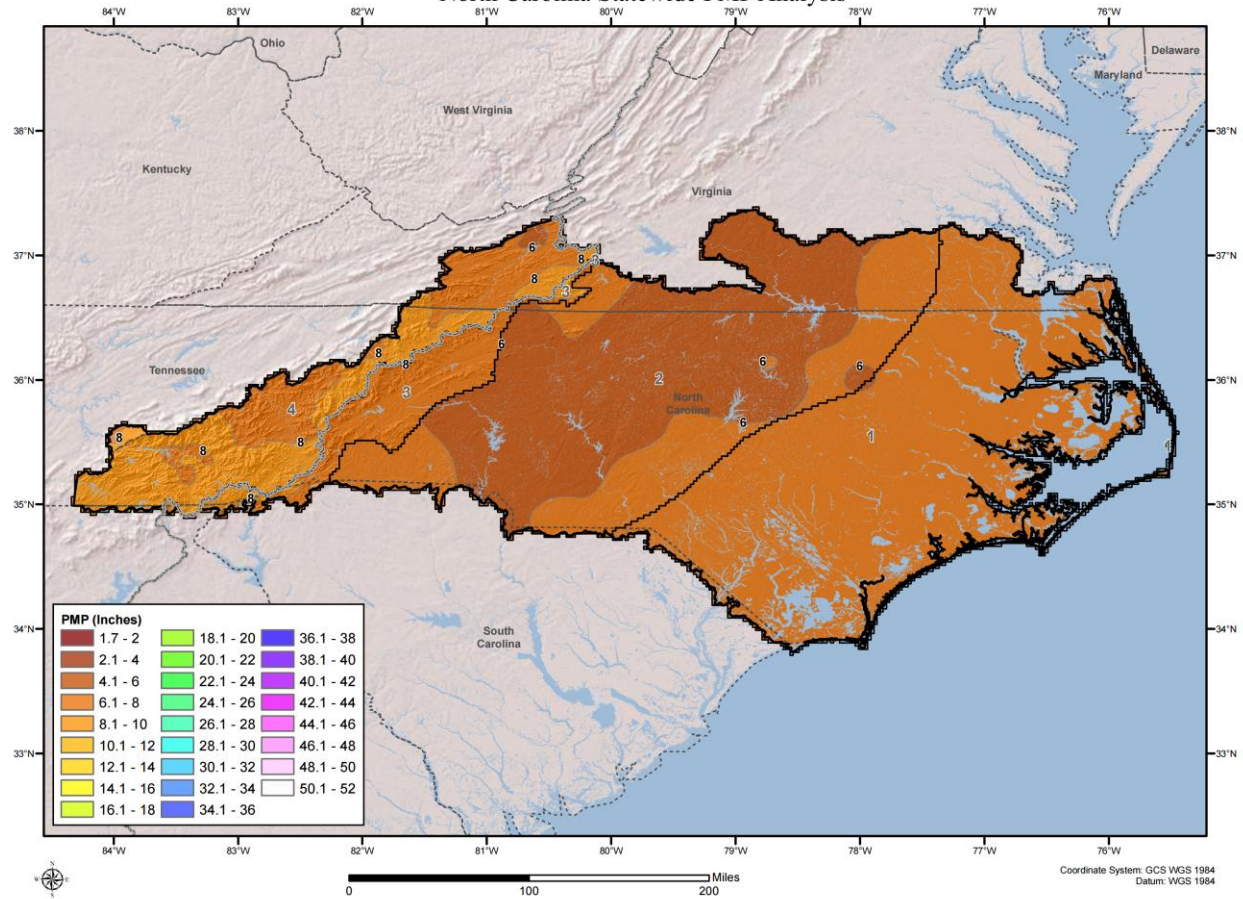 North Carolina Statewide PMP Analysis
84°W 83°W 82°W 81°W 80°W 79°W 78°W 77°W 76°W
Ohio
Delaware
Maryland
38°N
38°N
West Virginia
Kentucky
Virginia
37°N
37°N
6
8
3
8
3
6
8
8
Tennessee
36°N
36°N
6
6
2
4
3
North
Carolina
6
1
8
8
8
8
35°N
35°N
1
34°N
34°N
33°N
33°N
South
Carolina
PMP (Inches)
1.7 - 2 18.1 - 20 36.1 - 38
2.1 - 4 20.1 - 22 38.1 - 40
4.1 - 6 22.1 - 24 40.1 - 42
6.1 - 8 24.1 - 26 42.1 - 44
8.1 - 10 26.1 - 28 44.1 - 46
10.1 - 12 28.1 - 30 46.1 - 48
12.1 - 14 30.1 - 32 48.1 - 50
14.1 - 16 32.1 - 34 50.1 - 52
16.1 - 18 34.1 - 36
84°W 83°W 82°W 81°W 80°W 79°W 78°W 77°W 76°W
N
W E
S
Miles
0 100 200
Coordinate System: GCS WGS 1984
Datum: WGS 1984